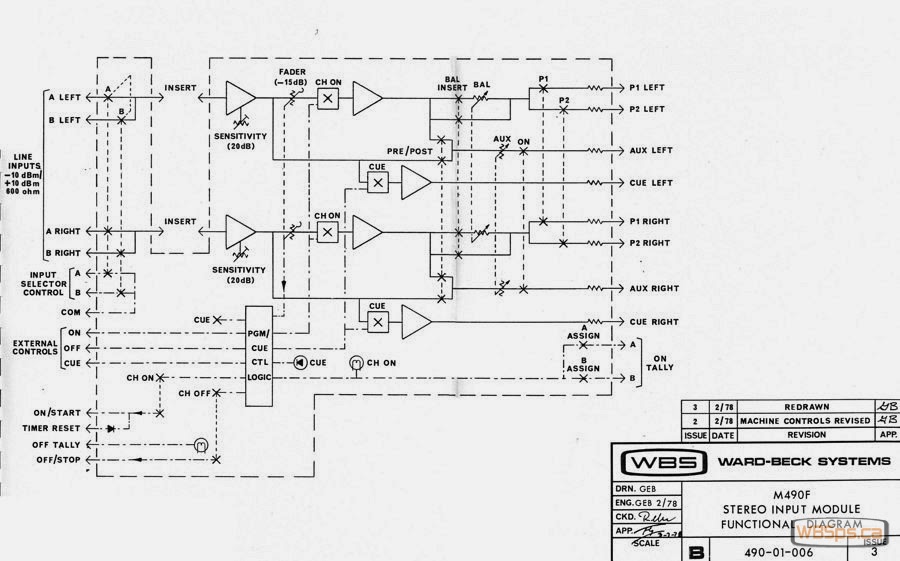 FADER
(−15dB)
CH ON
BAL
INSERT
BAL
P1
A LEFT
A
INSERT
P1 LEFT
B LEFT
B
P2
P2 LEFT
SENSITIVITY
(20dB)
AUX
ON
PRE/POST
AUX LEFT
LINE
INPUTS
−10 dBm/
+10 dBm
600 ohm
CUE
CUE LEFT
CH ON
A RIGHT
INSERT
P1 RIGHT
B RIGHT
P2 RIGHT
SENSITIVITY
(20dB)
INPUT
SELECTOR
CONTROL
A
B
COM
AUX RIGHT
CUE
CUE RIGHT
CUE
PGM/
CUE
CTL
LOGIC
EXTERNAL
CONTROLS
ON
OFF
CUE
CUE
CH ON
A
ASSIGN
B
ASSIGN
A
B
ON
TALLY
CH ON
CH OFF
ON/START
TIMER RESET
OFF TALLY
OFF/STOP
3 2/78 REDRAWN GB
2 2/78 MACHINE CONTROLS REVISED GB
ISSUE DATE REVISION APP.
WBS WARD-BECK SYSTEMS
DRN. GEB
ENG. GEB 2/78
CKD.
APP.
SCALE
M490F
STEREO INPUT MODULE
FUNCTIONAL DIAGRAM
WBSps.ca
B 490-01-006
ISSUE
3